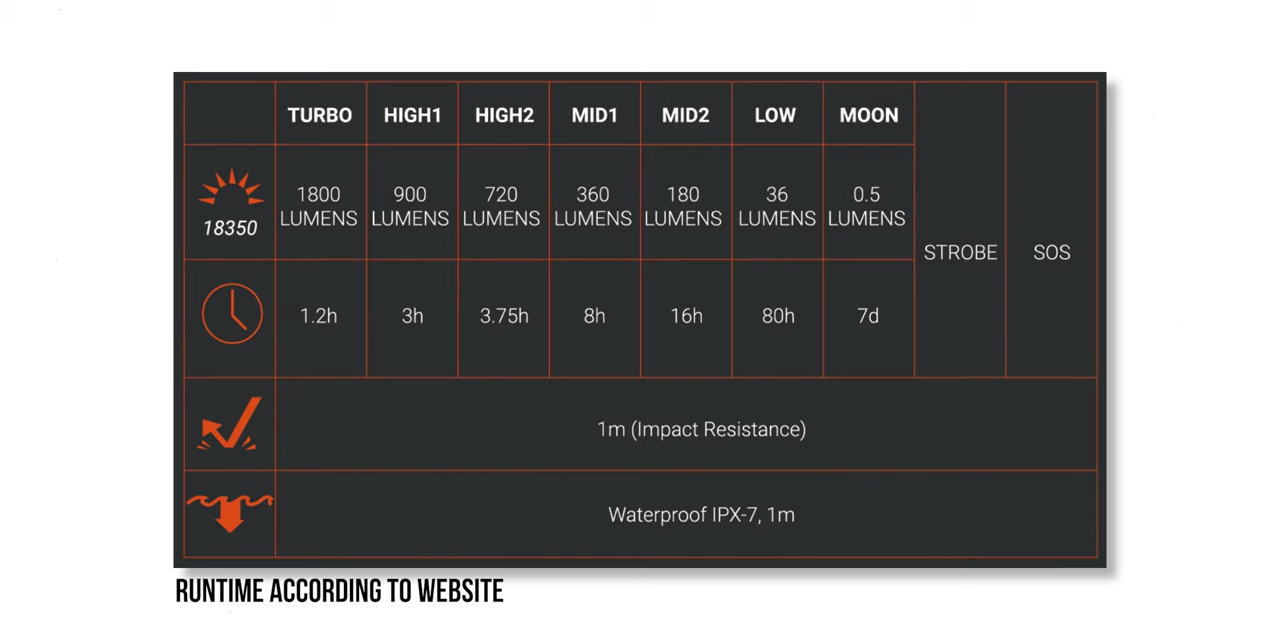 TURBO HIGH1 HIGH2 MID1 MID2 LOW MOON
18350
1800 LUMENS
900 LUMENS
720 LUMENS
360 LUMENS
180 LUMENS
36 LUMENS
0.5 LUMENS
STROBE SOS
1.2h 3h 3.75h 8h 16h 80h 7d
1m (Impact Resistance)
Waterproof IPX-7, 1m
RUNTIME ACCORDING TO WEBSITE